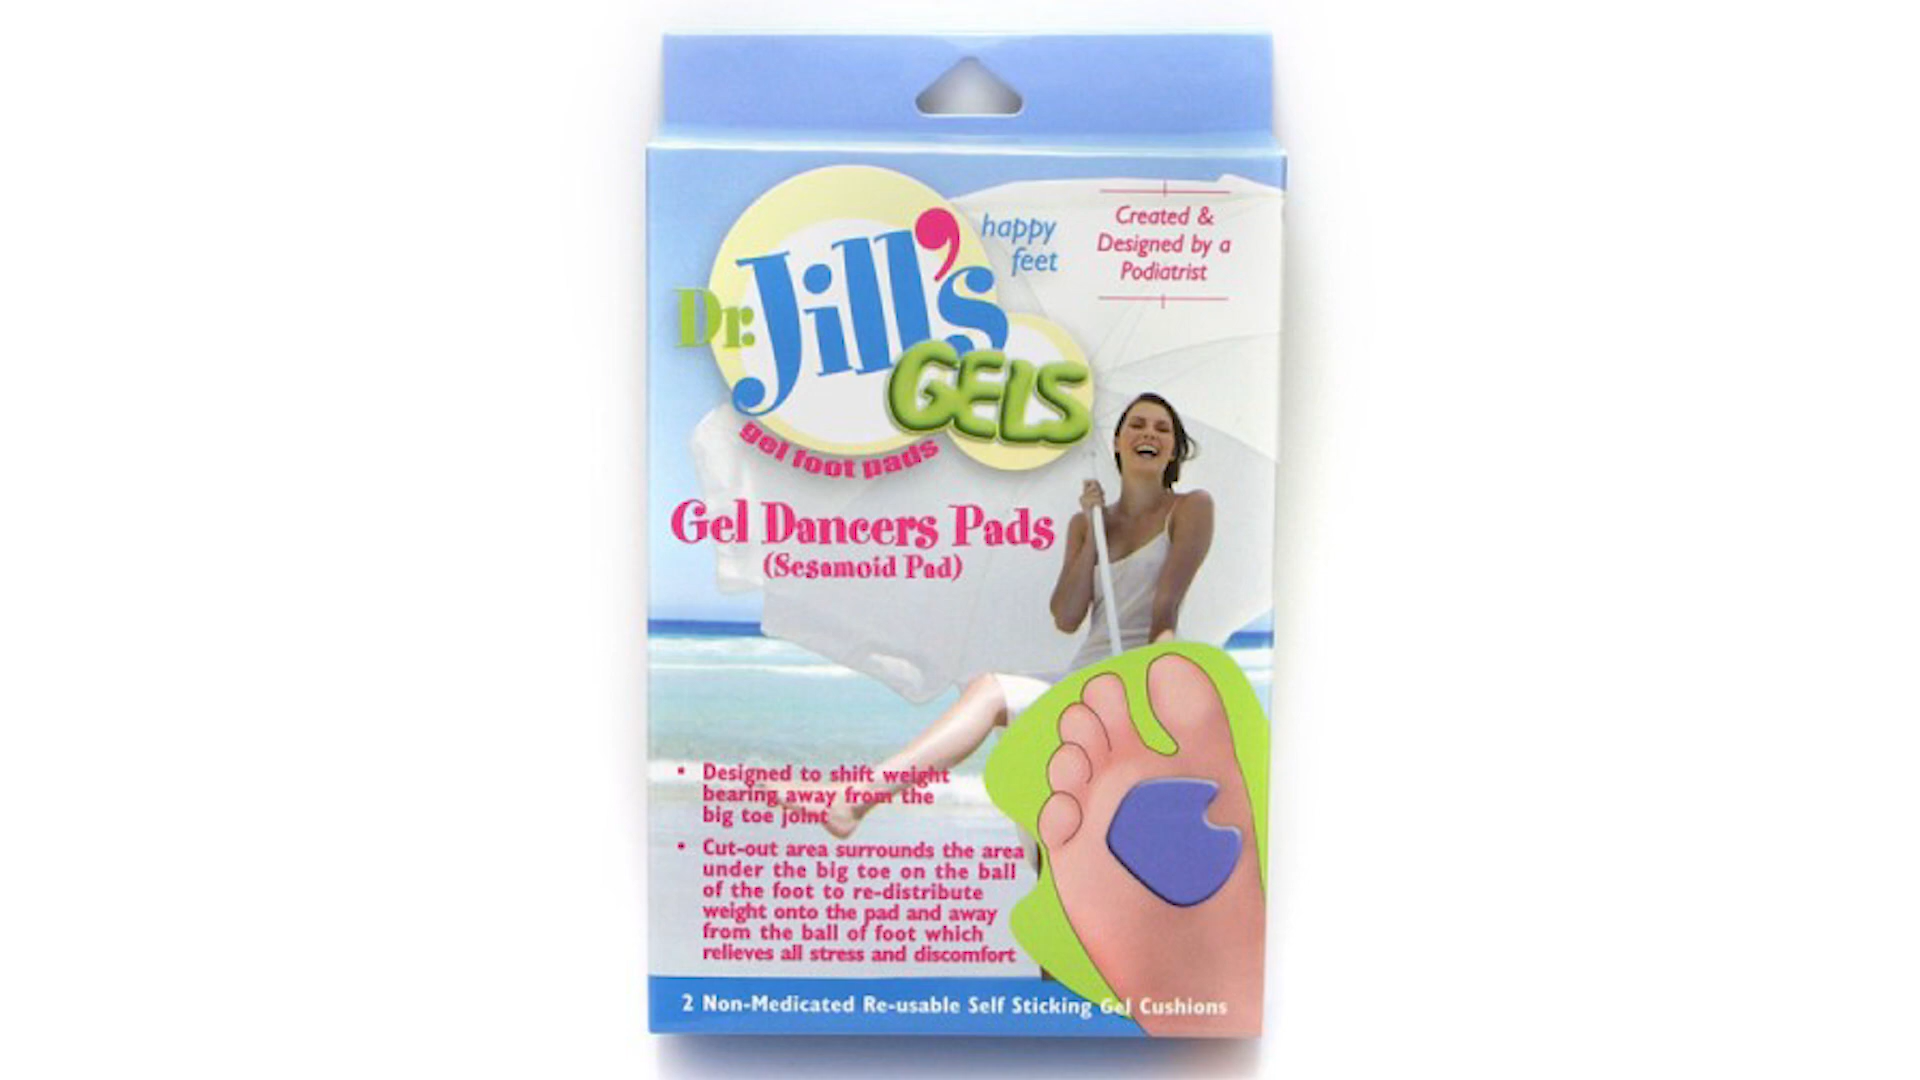 happy
feet
Created &
Designed by a
Podiatrist
Dr. Jill's
GELS
gel foot pads
Gel Dancers Pads
(Sesamoid Pad)
• Designed to shift weight
bearing away from the
big toe joint
• Cut-out area surrounds the area
under the big toe on the ball
of the foot to re-distribute
weight onto the pad and away
from the ball of foot which
relieves all stress and discomfort
2 Non-Medicated Re-usable Self Sticking Gel Cushions